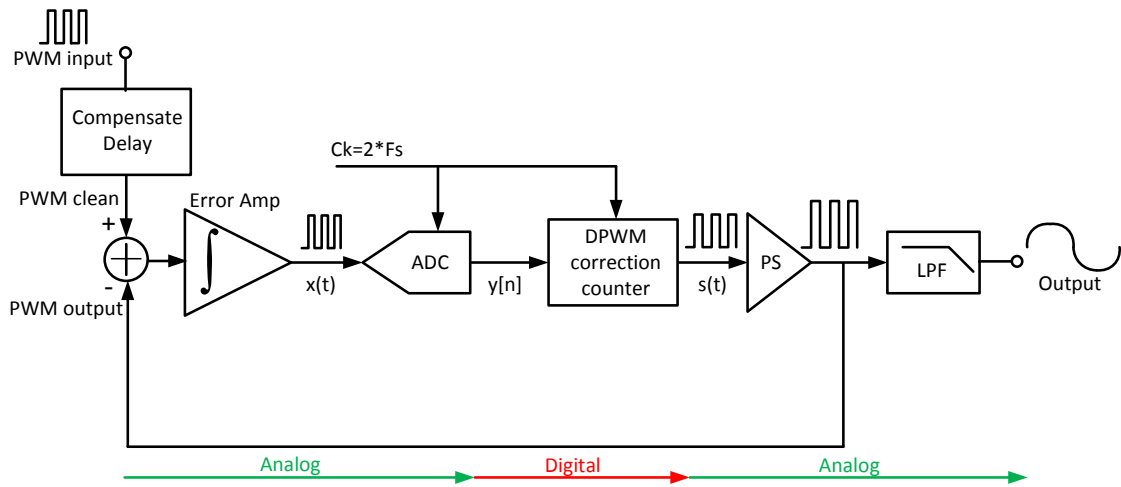 PWM input
Compensate
Delay
PWM clean
+
-
PWM output
Error Amp
∫
x(t)
Ck=2*Fs
ADC
y[n]
DPWM
correction
counter
s(t)
PS
LPF
Output
Analog
Digital
Analog